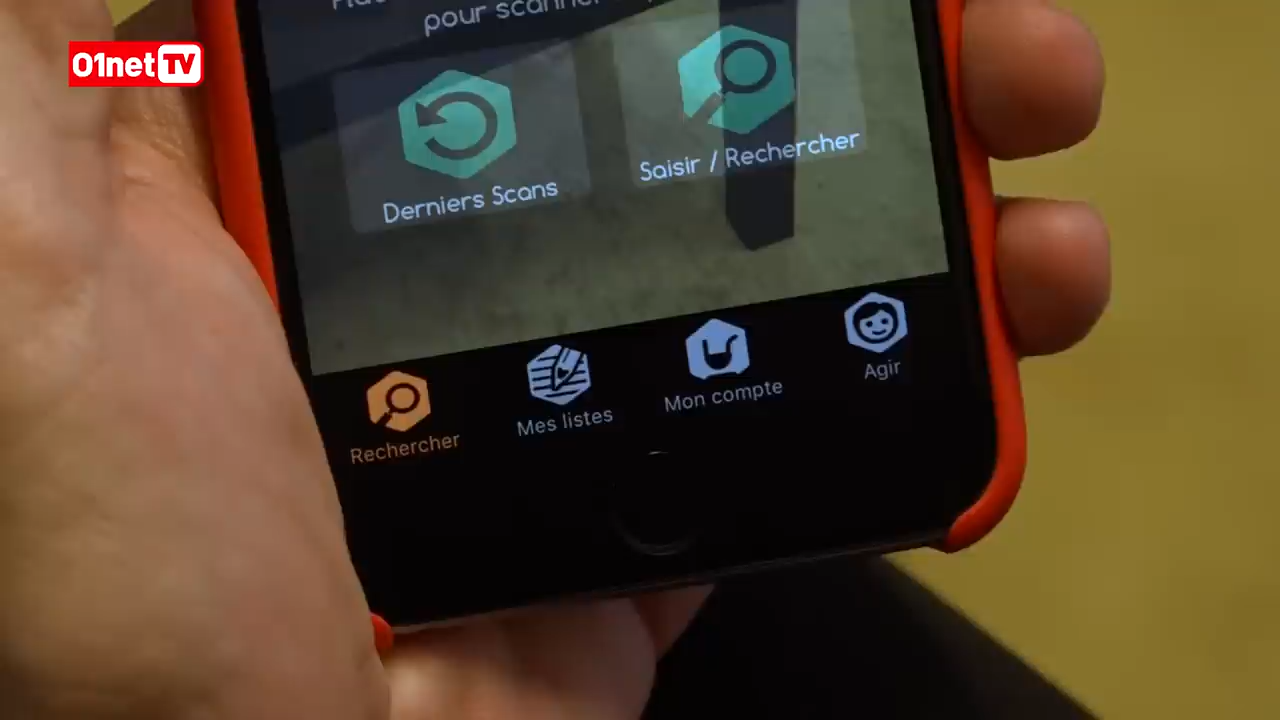 01netTV
pour scanner
Derniers Scans
Saisir / Rechercher
Rechercher
Mes listes
Mon compte
Agir